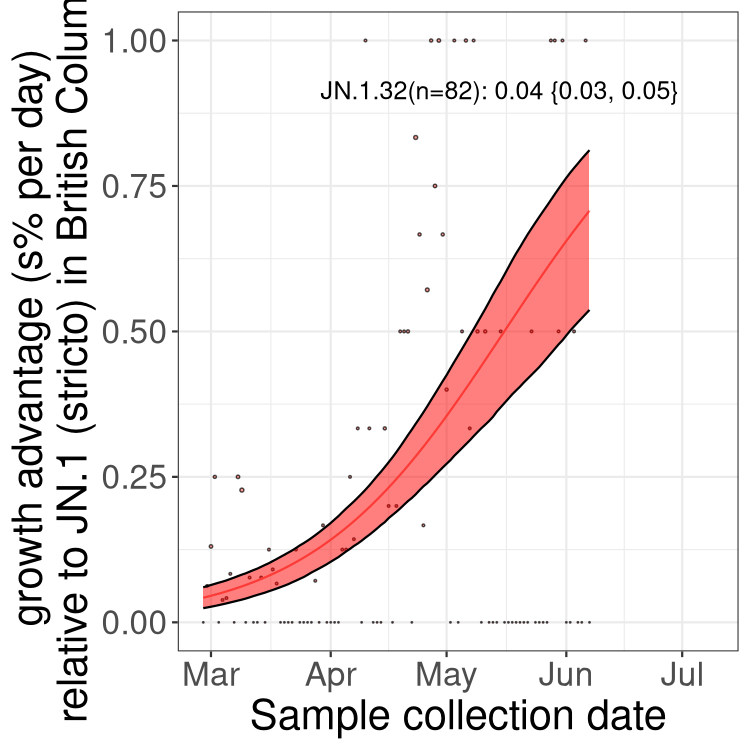 growth advantage (s% per day)
relative to JN.1 (stricto) in British Colum
1.00
0.75
0.50
0.25
0.00
JN.1.32(n=82): 0.04 {0.03, 0.05}
Mar Apr May Jun Jul
Sample collection date